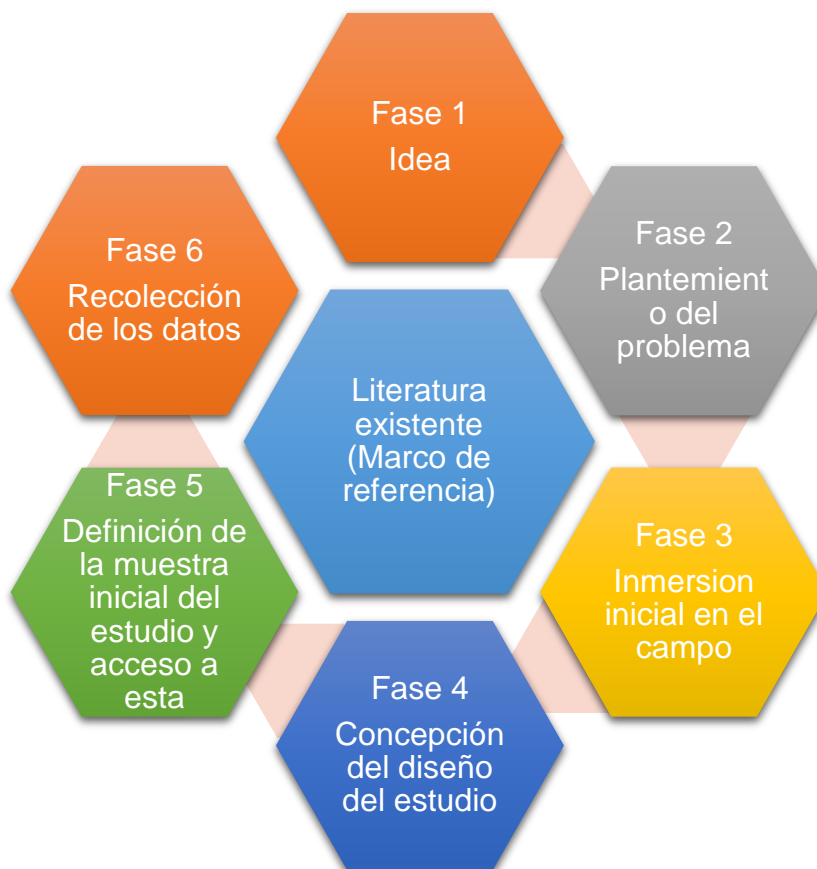 Fase 1
Idea
Fase 2
Plantemient
o del
problema
Fase 3
Inmersion
inicial en el
campo
Fase 4
Concepción
del diseño
del estudio
Fase 5
Definición de
la muestra
inicial del
estudio y
acceso a
esta
Fase 6
Recolección
de los datos
Literatura
existente
(Marco de
referencia)